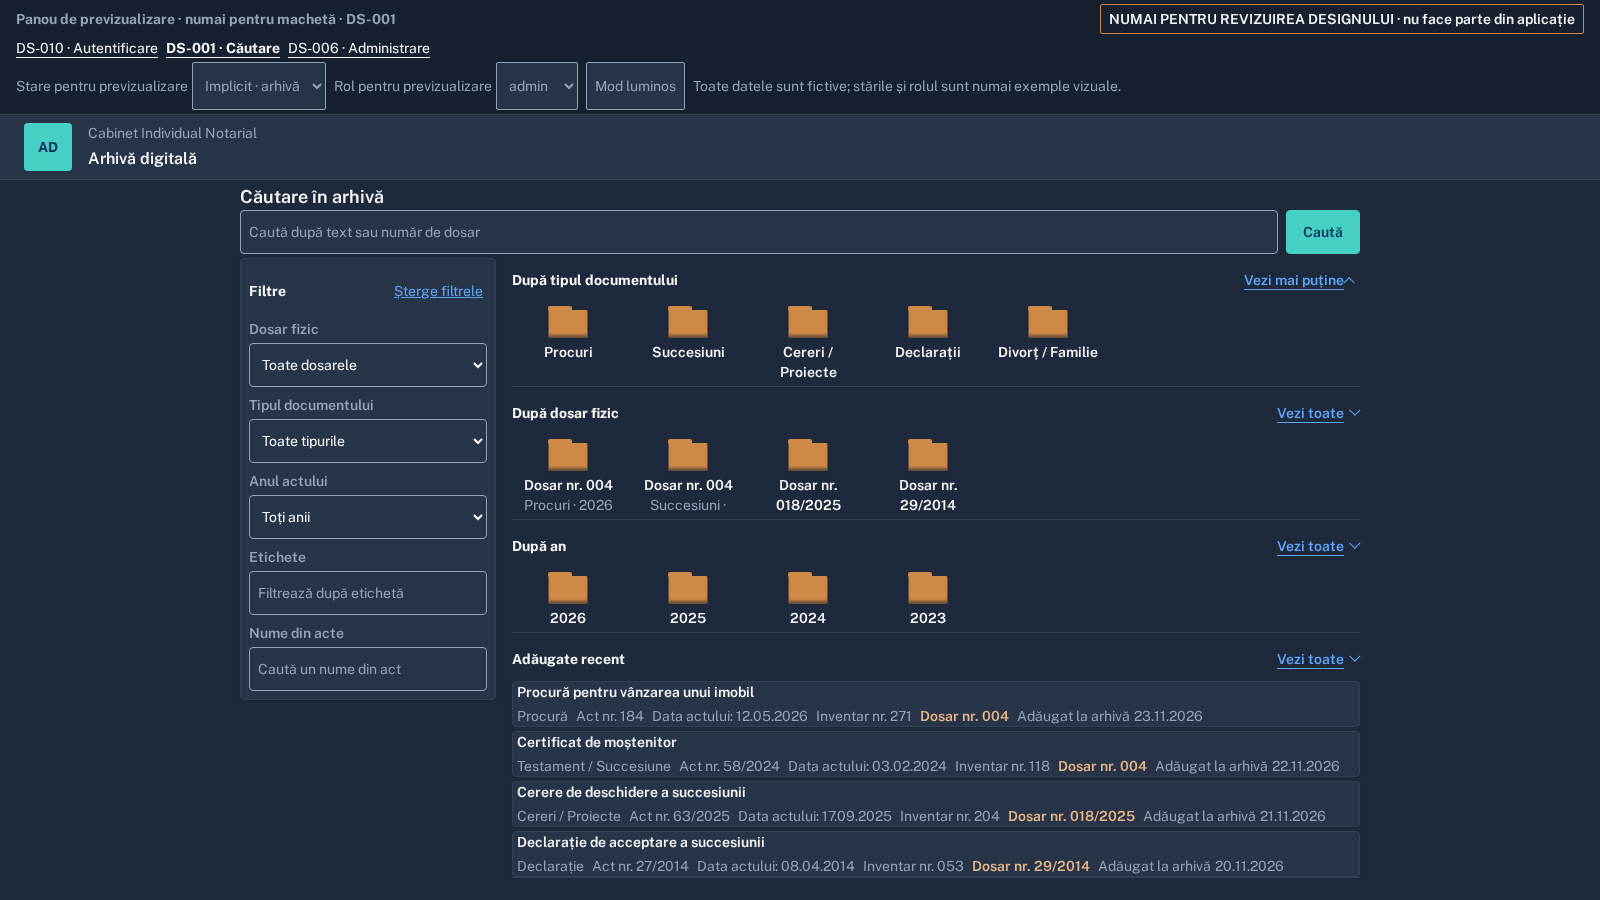 Panou de previzualizare · numai pentru machetă · DS-001
NUMAI PENTRU REVIZUIREA DESIGNULUI · nu face parte din aplicație
DS-010 · Autentificare DS-001 · Căutare DS-006 · Administrare
Stare pentru previzualizare Implicit · arhivă Rol pentru previzualizare admin Mod luminos Toate datele sunt fictive; stările și rolul sunt numai exemple vizuale.
AD
Cabinet Individual Notarial
Arhivă digitală
Căutare în arhivă
Caută după text sau număr de dosar
Caută
Filtre
Șterge filtrele
Dosar fizic
Toate dosarele
Tipul documentului
Toate tipurile
Anul actului
Toți anii
Etichete
Filtrează după etichetă
Nume din acte
Caută un nume din act
După tipul documentului
Vezi mai puține
Procuri
Succesiuni
Cereri /
Proiecte
Declarații
Divorț / Familie
După dosar fizic
Vezi toate
Dosar nr. 004
Procuri · 2026
Dosar nr. 004
Succesiuni ·
Dosar nr.
018/2025
Dosar nr.
29/2014
După an
Vezi toate
2026
2025
2024
2023
Adăugate recent
Vezi toate
Procură pentru vânzarea unui imobil
Procură Act nr. 184 Data actului: 12.05.2026 Inventar nr. 271 Dosar nr. 004 Adăugat la arhivă 23.11.2026
Certificat de moștenitor
Testament / Succesiune Act nr. 58/2024 Data actului: 03.02.2024 Inventar nr. 118 Dosar nr. 004 Adăugat la arhivă 22.11.2026
Cerere de deschidere a succesiunii
Cereri / Proiecte Act nr. 63/2025 Data actului: 17.09.2025 Inventar nr. 204 Dosar nr. 018/2025 Adăugat la arhivă 21.11.2026
Declarație de acceptare a succesiunii
Declarație Act nr. 27/2014 Data actului: 08.04.2014 Inventar nr. 053 Dosar nr. 29/2014 Adăugat la arhivă 20.11.2026